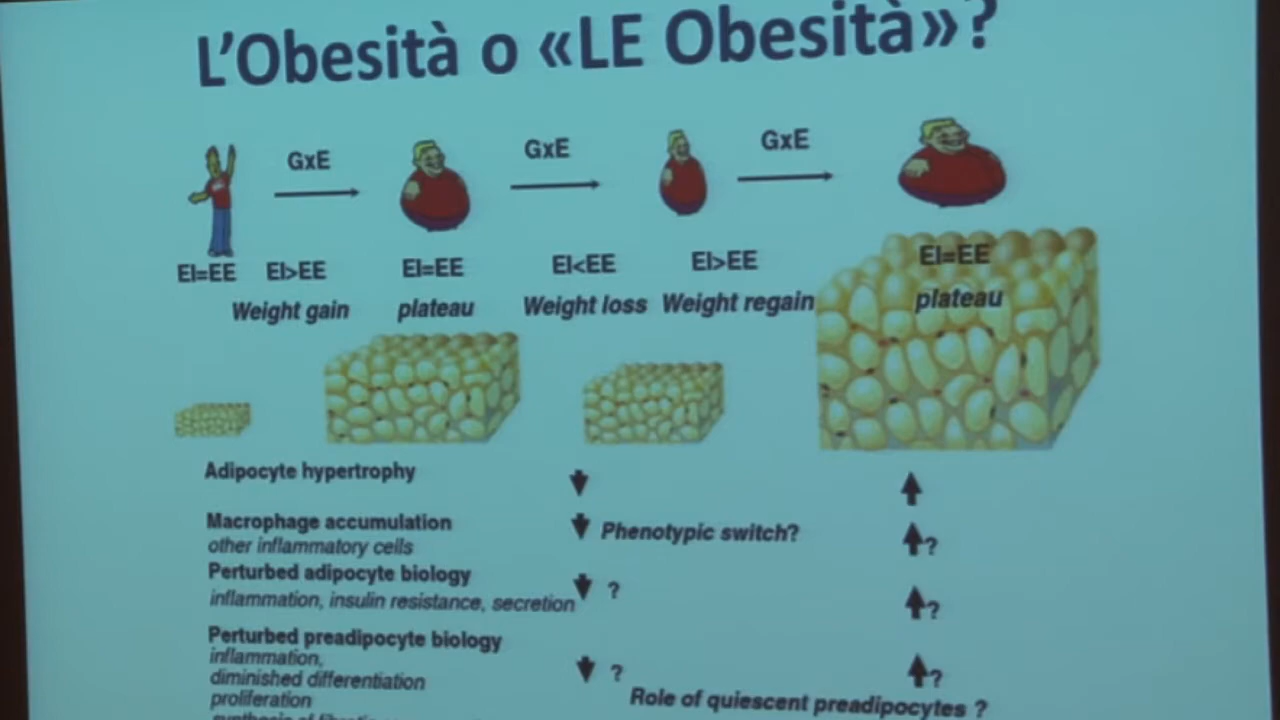 L'Obesità o «LE Obesità»?
GxE GxE GxE
EI=EE EI>EE EI=EE EI<EE EI>EE EI=EE
Weight gain plateau Weight loss Weight regain plateau
Adipocyte hypertrophy
Macrophage accumulation
other inflammatory cells
Phenotypic switch? ?
Perturbed adipocyte biology
inflammation, insulin resistance, secretion ? ?
Perturbed preadipocyte biology
inflammation,
diminished differentiation ? ?
proliferation
Role of quiescent preadipocytes ?